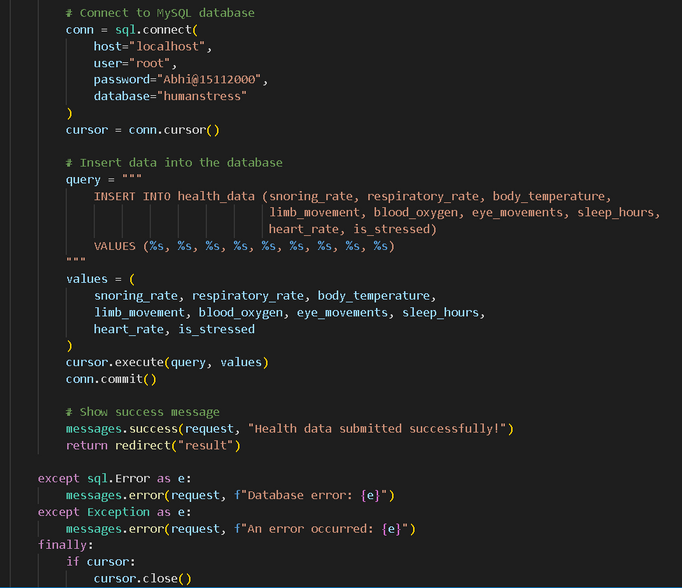 # Connect to MySQL database
conn = sql.connect(
host="localhost",
user="root",
password="Abhi@15112000",
database="humanstress"
)
cursor = conn.cursor()
# Insert data into the database
query = """
INSERT INTO health_data (snoring_rate, respiratory_rate, body_temperature,
limb_movement, blood_oxygen, eye_movements, sleep_hours,
heart_rate, is_stressed)
VALUES (%s, %s, %s, %s, %s, %s, %s, %s, %s)
"""
values = (
snoring_rate, respiratory_rate, body_temperature,
limb_movement, blood_oxygen, eye_movements, sleep_hours,
heart_rate, is_stressed
)
cursor.execute(query, values)
conn.commit()
# Show success message
messages.success(request, "Health data submitted successfully!")
return redirect("result")
except sql.Error as e:
messages.error(request, f"Database error: {e}")
except Exception as e:
messages.error(request, f"An error occurred: {e}")
finally:
if cursor:
cursor.close()